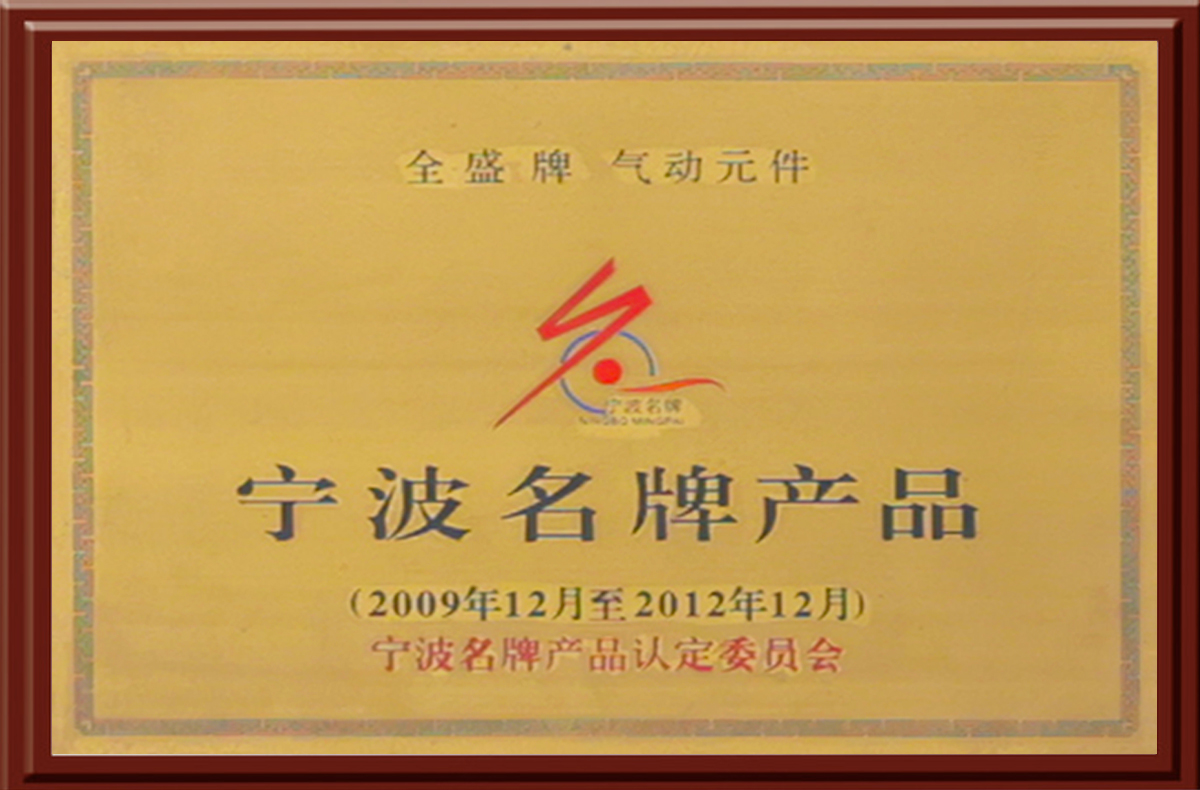 全盛牌 气动元件
宁波名牌
NINGBO MINGPAI
宁波名牌产品
(2009年12月至2012年12月)
宁波名牌产品认定委员会